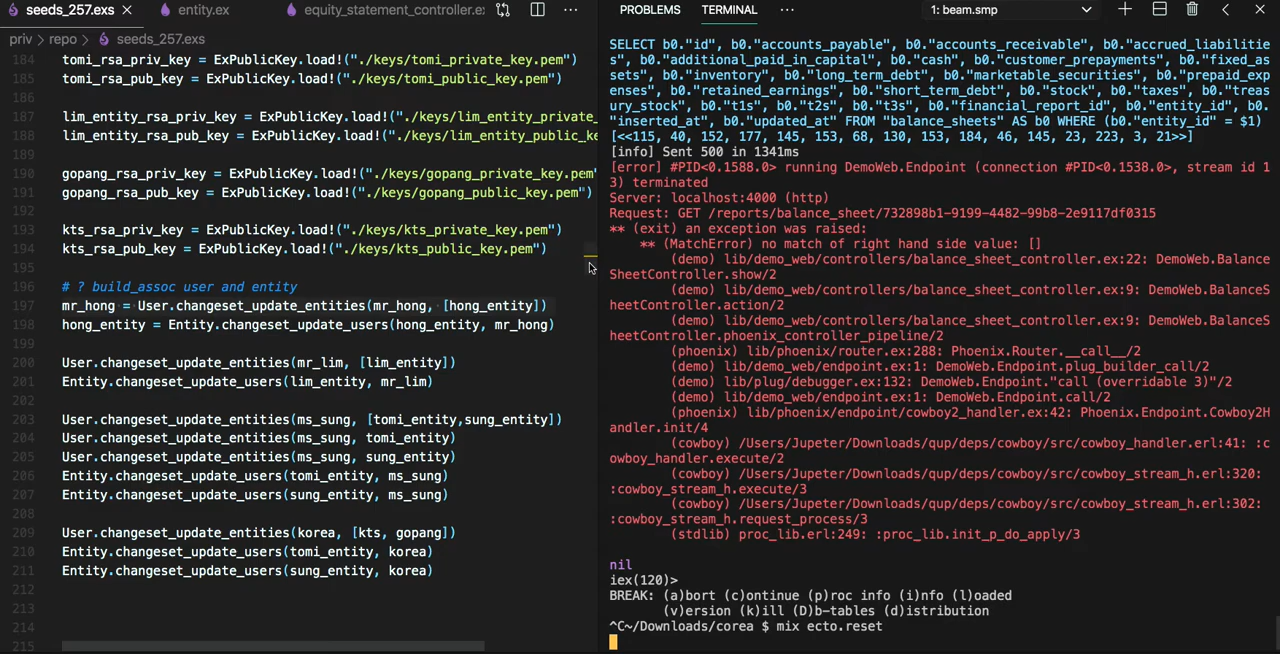 seeds_257.exs
entity.ex
equity_statement_controller.e
PROBLEMS
TERMINAL
1: beam.smp
priv > repo > seeds_257.exs
184 tomi_rsa_priv_key = ExPublicKey.load!("./keys/tomi_private_key.pem")
185 tomi_rsa_pub_key = ExPublicKey.load!("./keys/tomi_public_key.pem")
186
187 lim_entity_rsa_priv_key = ExPublicKey.load!("./keys/lim_entity_private_
188 lim_entity_rsa_pub_key = ExPublicKey.load!("./keys/lim_entity_public_ke
189
190 gopang_rsa_priv_key = ExPublicKey.load!("./keys/gopang_private_key.pem"
191 gopang_rsa_pub_key = ExPublicKey.load!("./keys/gopang_public_key.pem")
192
193 kts_rsa_priv_key = ExPublicKey.load!("./keys/kts_private_key.pem")
194 kts_rsa_pub_key = ExPublicKey.load!("./keys/kts_public_key.pem")
195
196 # ? build_assoc user and entity
197 mr_hong = User.changeset_update_entities(mr_hong, [hong_entity])
198 hong_entity = Entity.changeset_update_users(hong_entity, mr_hong)
199
200 User.changeset_update_entities(mr_lim, [lim_entity])
201 Entity.changeset_update_users(lim_entity, mr_lim)
202
203 User.changeset_update_entities(ms_sung, [tomi_entity,sung_entity])
204 User.changeset_update_entities(ms_sung, tomi_entity)
205 User.changeset_update_entities(ms_sung, sung_entity)
206 Entity.changeset_update_users(tomi_entity, ms_sung)
207 Entity.changeset_update_users(sung_entity, ms_sung)
208
209 User.changeset_update_entities(korea, [kts, gopang])
210 Entity.changeset_update_users(tomi_entity, korea)
211 Entity.changeset_update_users(sung_entity, korea)
212
213
214
215
SELECT b0."id", b0."accounts_payable", b0."accounts_receivable", b0."accrued_liabilitie
s", b0."additional_paid_in_capital", b0."cash", b0."customer_prepayments", b0."fixed_as
sets", b0."inventory", b0."long_term_debt", b0."marketable_securities", b0."prepaid_exp
enses", b0."retained_earnings", b0."short_term_debt", b0."stock", b0."taxes", b0."treas
ury_stock", b0."t1s", b0."t2s", b0."t3s", b0."financial_report_id", b0."entity_id", b0.
"inserted_at", b0."updated_at" FROM "balance_sheets" AS b0 WHERE (b0."entity_id" = $1)
[<<115, 40, 152, 177, 145, 153, 68, 130, 153, 184, 46, 145, 23, 223, 3, 21>>]
[info] Sent 500 in 1341ms
[error] #PID<0.1588.0> running DemoWeb.Endpoint (connection #PID<0.1538.0>, stream id 1
3) terminated
Server: localhost:4000 (http)
Request: GET /reports/balance_sheet/732898b1-9199-4482-99b8-2e9117df0315
** (exit) an exception was raised:
** (MatchError) no match of right hand side value: []
(demo) lib/demo_web/controllers/balance_sheet_controller.ex:22: DemoWeb.Balance
SheetController.show/2
(demo) lib/demo_web/controllers/balance_sheet_controller.ex:9: DemoWeb.BalanceS
heetController.action/2
(demo) lib/demo_web/controllers/balance_sheet_controller.ex:9: DemoWeb.BalanceS
heetController.phoenix_controller_pipeline/2
(phoenix) lib/phoenix/router.ex:288: Phoenix.Router.__call__/2
(demo) lib/demo_web/endpoint.ex:1: DemoWeb.Endpoint.plug_builder_call/2
(demo) lib/plug/debugger.ex:132: DemoWeb.Endpoint."call (overridable 3)"/2
(demo) lib/demo_web/endpoint.ex:1: DemoWeb.Endpoint.call/2
(phoenix) lib/phoenix/endpoint/cowboy2_handler.ex:42: Phoenix.Endpoint.Cowboy2H
andler.init/4
(cowboy) /Users/Jupeter/Downloads/qup/deps/cowboy/src/cowboy_handler.erl:41: :c
owboy_handler.execute/2
(cowboy) /Users/Jupeter/Downloads/qup/deps/cowboy/src/cowboy_stream_h.erl:320:
:cowboy_stream_h.execute/3
(cowboy) /Users/Jupeter/Downloads/qup/deps/cowboy/src/cowboy_stream_h.erl:302:
:cowboy_stream_h.request_process/3
(stdlib) proc_lib.erl:249: :proc_lib.init_p_do_apply/3
nil
iex(120)>
BREAK: (a)bort (c)ontinue (p)roc info (i)nfo (l)oaded
(v)ersion (k)ill (D)b-tables (d)istribution
^C~/Downloads/corea $ mix ecto.reset